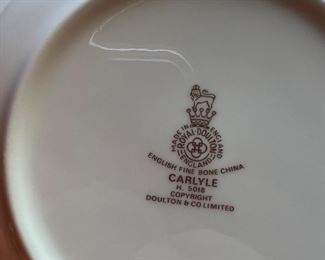 MADE IN ENGLAND
ROYAL DOULTON
ENGLAND
ENGLISH FINE BONE CHINA
CARLYLE
H. 5018
COPYRIGHT
DOULTON & CO LIMITED